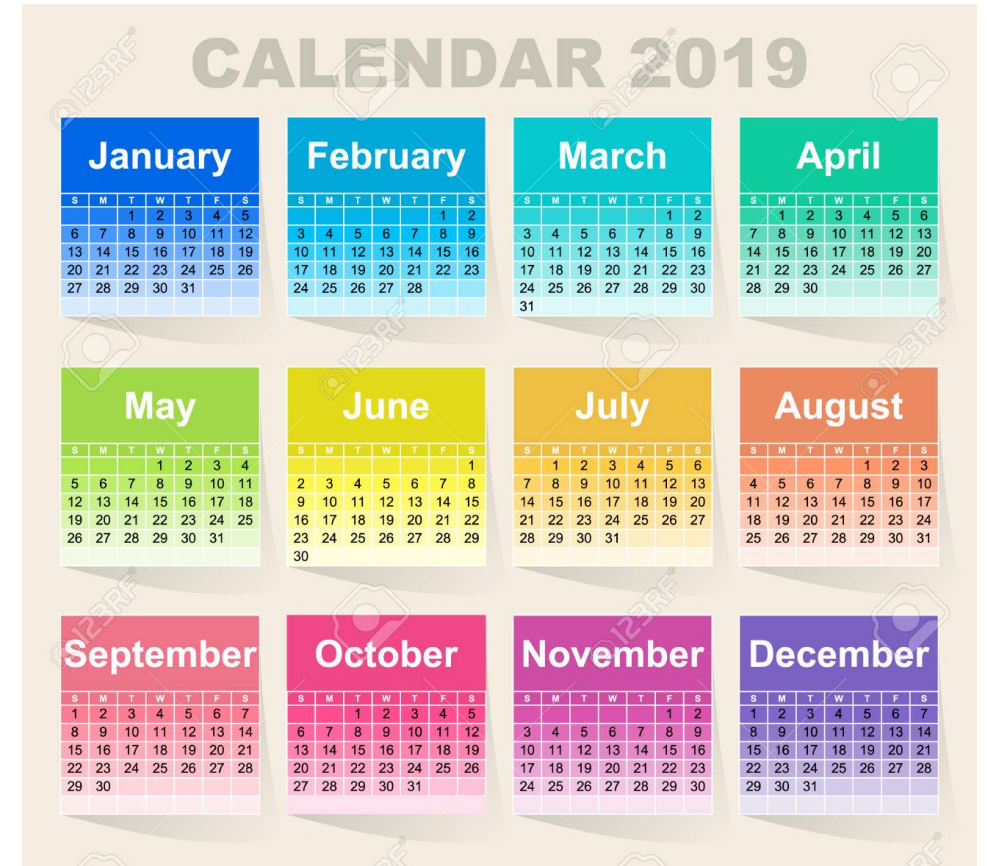 CALENDAR 2019
January February March April
S M T W T F S S M T W T F S S M T W T F S S M T W T F S
1 2 3 4 5 1 2 1 2 1 2 3 4 5 6
6 7 8 9 10 11 12 3 4 5 6 7 8 9 3 4 5 6 7 8 9 7 8 9 10 11 12 13
13 14 15 16 17 18 19 10 11 12 13 14 15 16 10 11 12 13 14 15 16 14 15 16 17 18 19 20
20 21 22 23 24 25 26 17 18 19 20 21 22 23 17 18 19 20 21 22 23 21 22 23 24 25 26 27
27 28 29 30 31 24 25 26 27 28 24 25 26 27 28 29 30 28 29 30
31
May June July August
S M T W T F S S M T W T F S S M T W T F S S M T W T F S
1 2 3 4 1 1 2 3 4 5 6 1 2 3
5 6 7 8 9 10 11 2 3 4 5 6 7 8 7 8 9 10 11 12 13 4 5 6 7 8 9 10
12 13 14 15 16 17 18 9 10 11 12 13 14 15 14 15 16 17 18 19 20 11 12 13 14 15 16 17
19 20 21 22 23 24 25 16 17 18 19 20 21 22 21 22 23 24 25 26 27 18 19 20 21 22 23 24
26 27 28 29 30 31 23 24 25 26 27 28 29 28 29 30 31 25 26 27 28 29 30 31
30
September October November December
S M T W T F S S M T W T F S S M T W T F S S M T W T F S
1 2 3 4 5 6 7 1 2 3 4 5 1 2 1 2 3 4 5 6 7
8 9 10 11 12 13 14 6 7 8 9 10 11 12 3 4 5 6 7 8 9 8 9 10 11 12 13 14
15 16 17 18 19 20 21 13 14 15 16 17 18 19 10 11 12 13 14 15 16 15 16 17 18 19 20 21
22 23 24 25 26 27 28 20 21 22 23 24 25 26 17 18 19 20 21 22 23 22 23 24 25 26 27 28
29 30 27 28 29 30 31 24 25 26 27 28 29 30 29 30 31
123RF
123RF
123RF
123RF
123RF
123RF